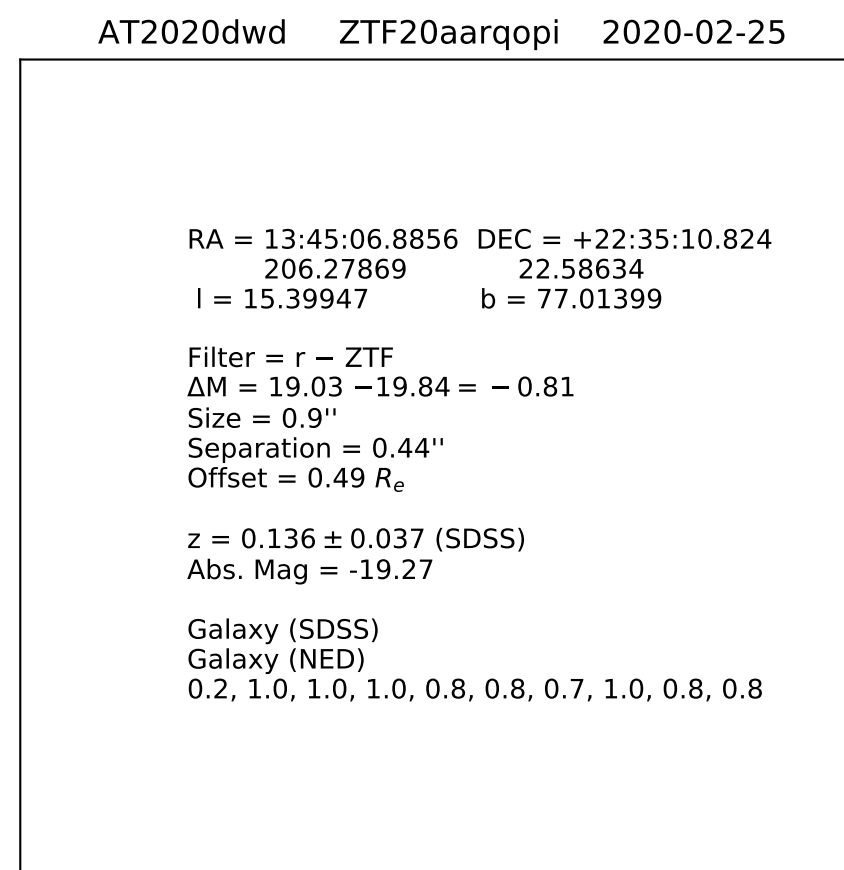 AT2020dwd ZTF20aarqopi 2020-02-25
RA = 13:45:06.8856 DEC = +22:35:10.824
206.27869 22.58634
l = 15.39947 b = 77.01399
Filter = r − ZTF
ΔM = 19.03 −19.84 = − 0.81
Size = 0.9''
Separation = 0.44''
Offset = 0.49 Rₑ
z = 0.136 ± 0.037 (SDSS)
Abs. Mag = -19.27
Galaxy (SDSS)
Galaxy (NED)
0.2, 1.0, 1.0, 1.0, 0.8, 0.8, 0.7, 1.0, 0.8, 0.8